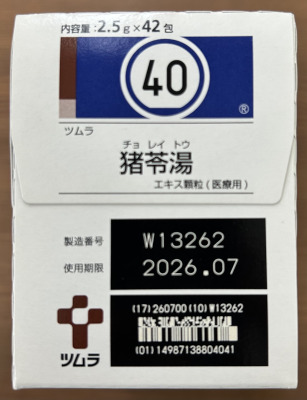 内容量:2.5g×42包
40
®
ツムラ
チョ レイ トウ
猪苓湯
エキス顆粒(医療用)
製造番号 W13262
使用期限 2026.07
(17)260700(10)W13262
(01)14987138804041
ツムラ